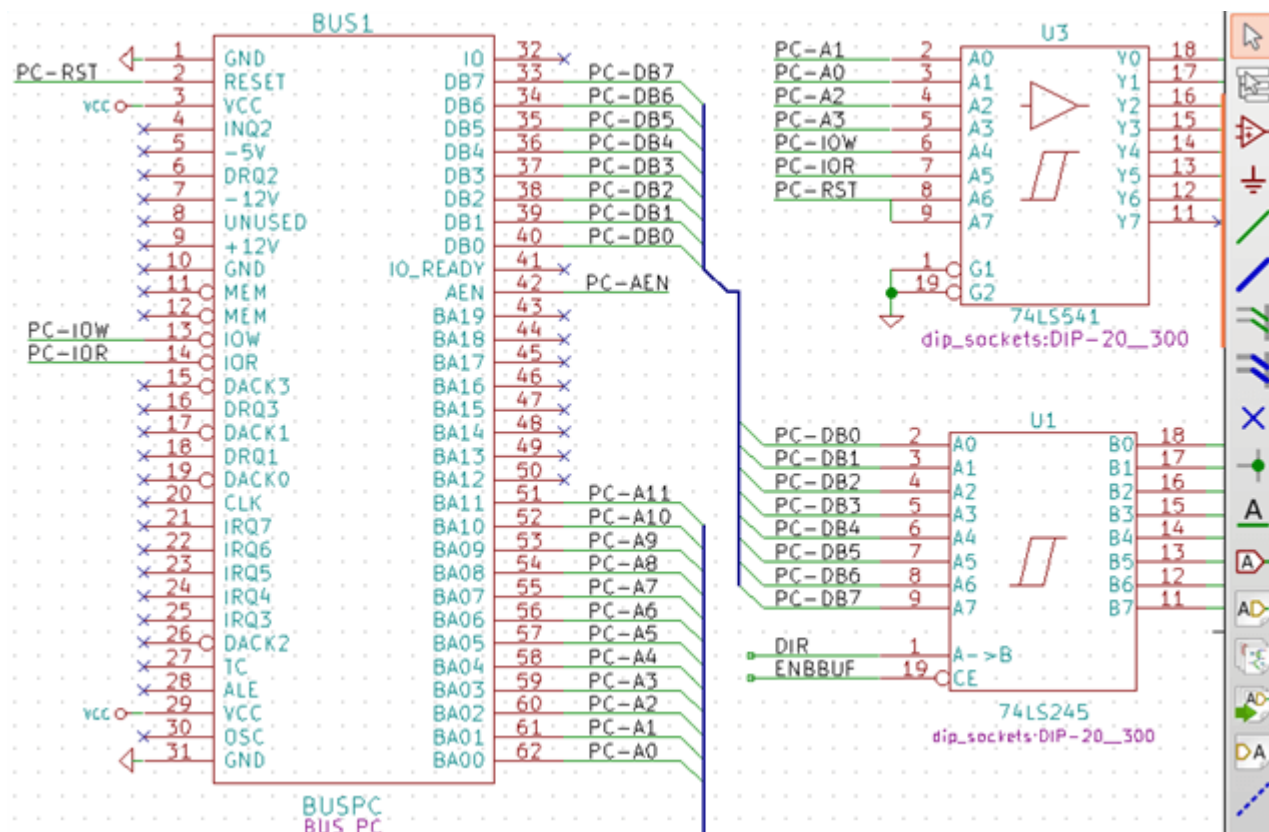 BUS1
1 GND IO 32
PC-RST 2 RESET DB7 33 PC-DB7
VCC 3 VCC DB6 34 PC-DB6
4 INQ2 DB5 35 PC-DB5
5 -5V DB4 36 PC-DB4
6 DRQ2 DB3 37 PC-DB3
7 -12V DB2 38 PC-DB2
8 UNUSED DB1 39 PC-DB1
9 +12V DB0 40 PC-DB0
10 GND IO_READY 41
11 MEM AEN 42 PC-AEN
12 MEM BA19 43
PC-IOW 13 IOW BA18 44
PC-IOR 14 IOR BA17 45
15 DACK3 BA16 46
16 DRQ3 BA15 47
17 DACK1 BA14 48
18 DRQ1 BA13 49
19 DACK0 BA12 50
20 CLK BA11 51 PC-A11
21 IRQ7 BA10 52 PC-A10
22 IRQ6 BA09 53 PC-A9
23 IRQ5 BA08 54 PC-A8
24 IRQ4 BA07 55 PC-A7
25 IRQ3 BA06 56 PC-A6
26 DACK2 BA05 57 PC-A5
27 TC BA04 58 PC-A4
28 ALE BA03 59 PC-A3
VCC 29 VCC BA02 60 PC-A2
30 OSC BA01 61 PC-A1
31 GND BA00 62 PC-A0
BUSPC
BUS_PC
U3
PC-A1 2 A0 Y0 18
PC-A0 3 A1 Y1 17
PC-A2 4 A2 Y2 16
PC-A3 5 A3 Y3 15
PC-IOW 6 A4 Y4 14
PC-IOR 7 A5 Y5 13
PC-RST 8 A6 Y6 12
9 A7 Y7 11
1 G1
19 G2
74LS541
dip_sockets:DIP-20__300
U1
PC-DB0 2 A0 B0 18
PC-DB1 3 A1 B1 17
PC-DB2 4 A2 B2 16
PC-DB3 5 A3 B3 15
PC-DB4 6 A4 B4 14
PC-DB5 7 A5 B5 13
PC-DB6 8 A6 B6 12
PC-DB7 9 A7 B7 11
DIR 1 A->B
ENBBUF 19 CE
74LS245
dip_sockets:DIP-20__300
A
A
AD
AD
DA